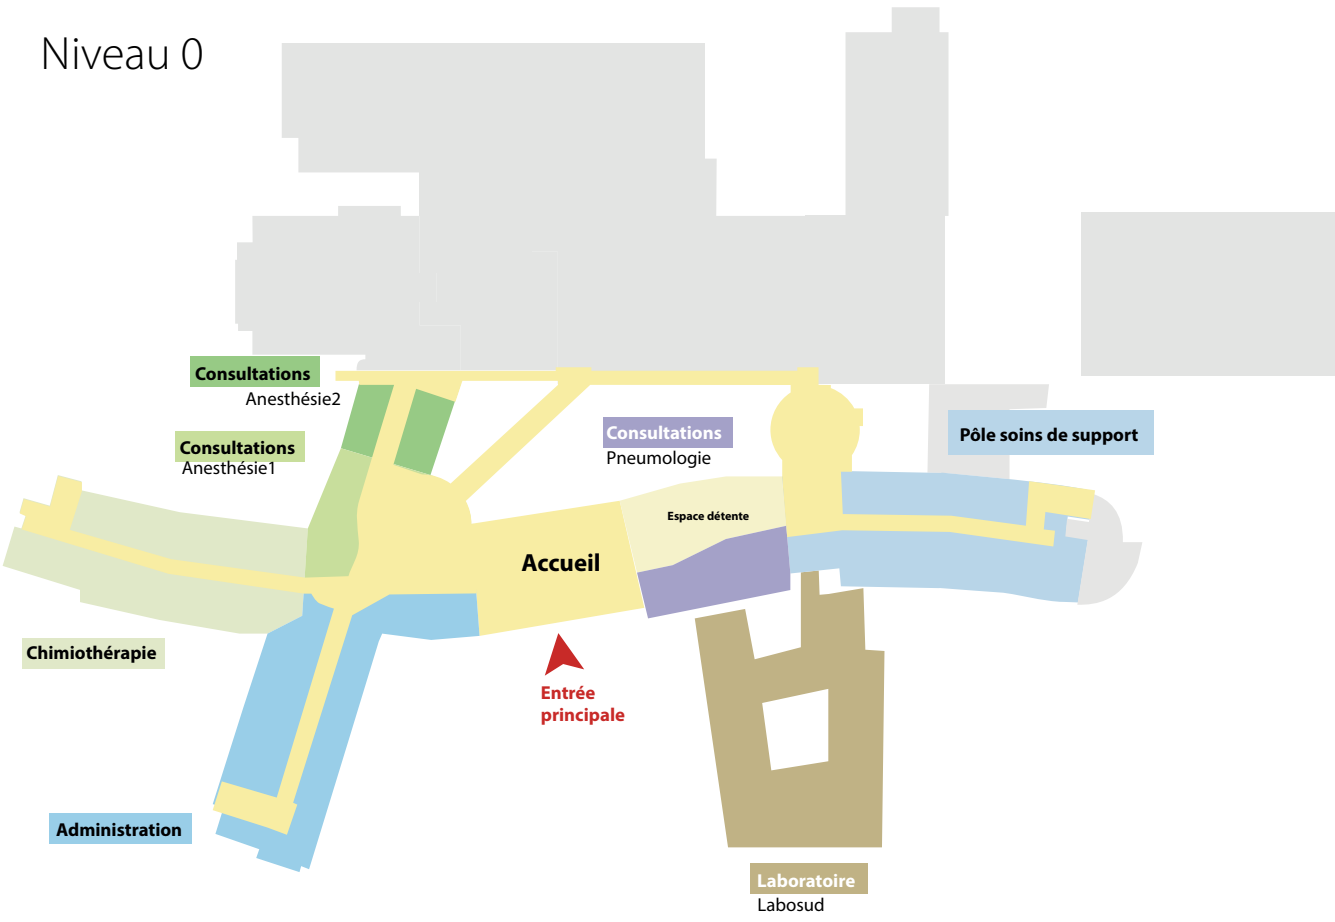 Niveau 0
Consultations
Anesthésie2
Consultations
Anesthésie1
Consultations
Pneumologie
Pôle soins de support
Espace détente
Accueil
Chimiothérapie
Entrée
principale
Administration
Laboratoire
Labosud